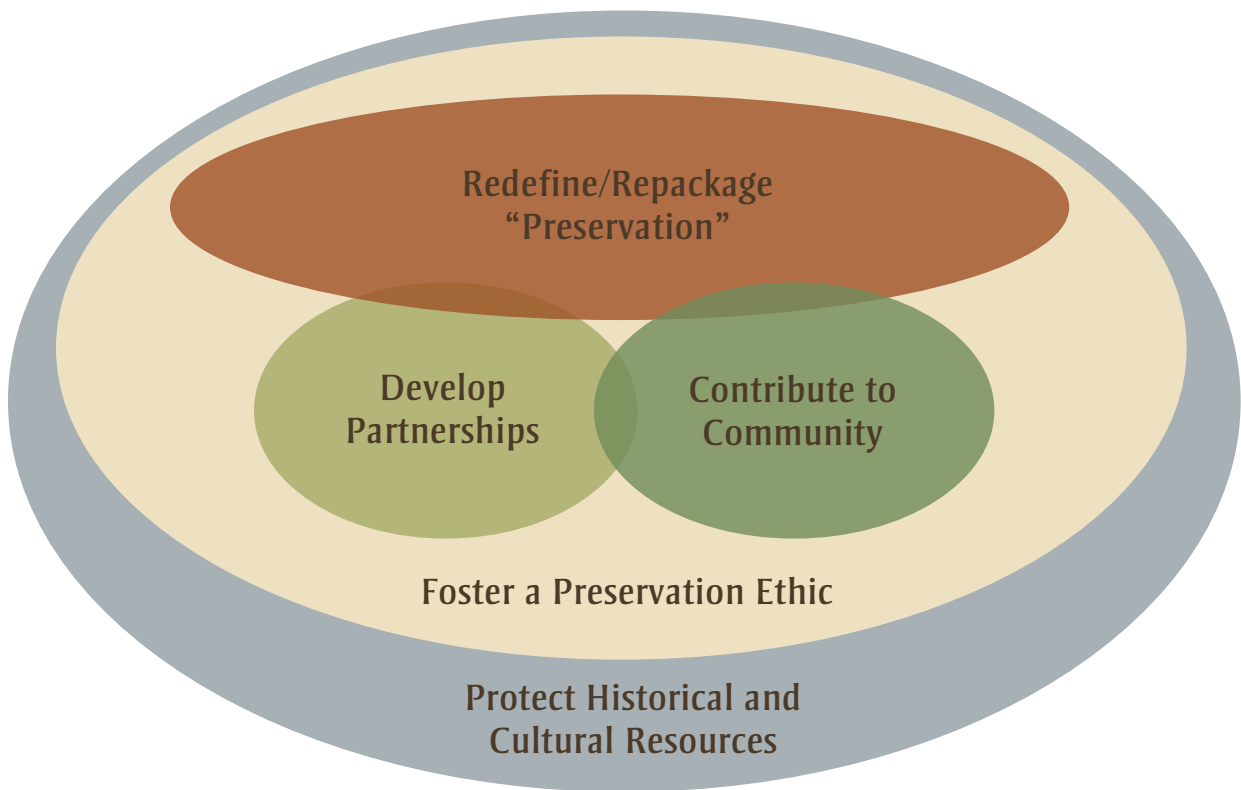 Redefine/Repackage
“Preservation”
Develop
Partnerships
Contribute to
Community
Foster a Preservation Ethic
Protect Historical and
Cultural Resources